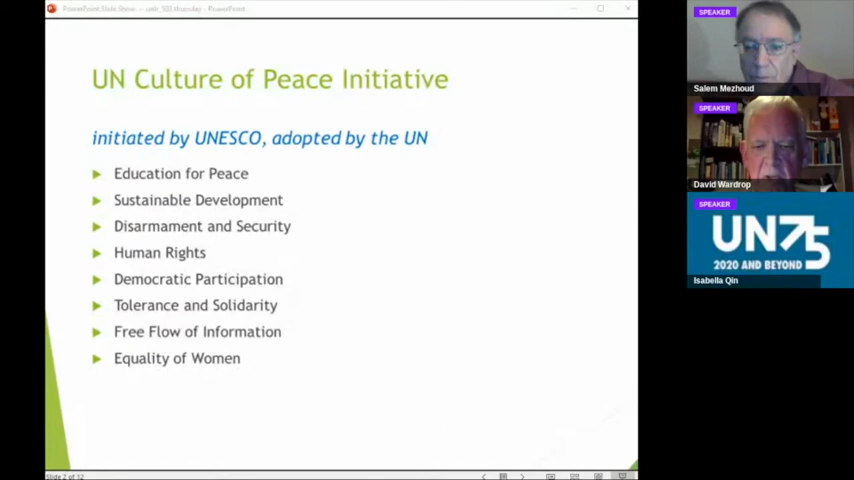 PowerPoint Slide Show - unÿ_502 thursday - PowerPoint
UN Culture of Peace Initiative
initiated by UNESCO, adopted by the UN
Education for Peace
Sustainable Development
Disarmament and Security
Human Rights
Democratic Participation
Tolerance and Solidarity
Free Flow of Information
Equality of Women
Slide 2 of 12
SPEAKER
Salem Mezhoud
SPEAKER
David Wardrop
SPEAKER
UN75
2020 AND BEYOND
Isabella Qin